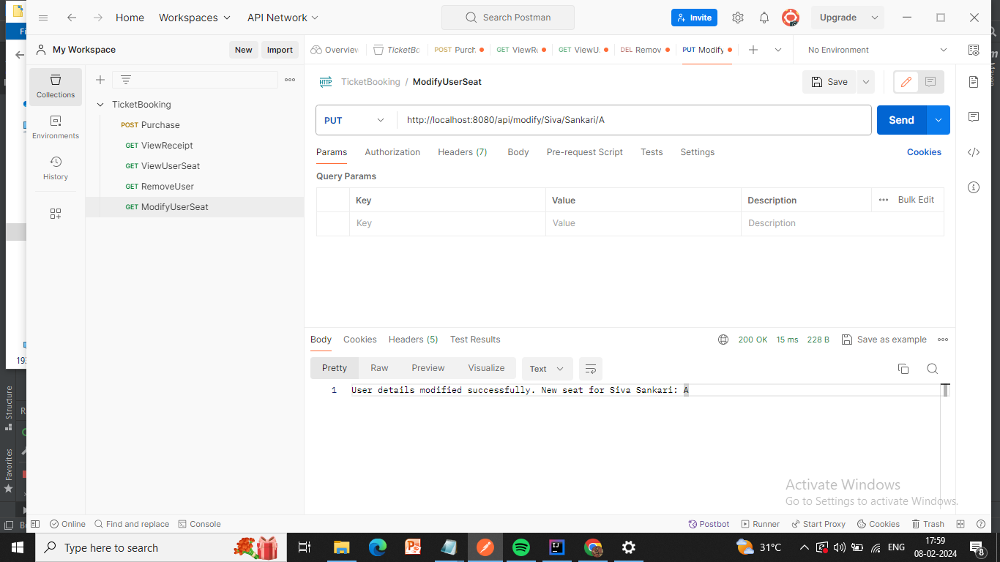 Home
Workspaces
API Network
Search Postman
Invite
Upgrade
Fi
My Workspace
New
Import
Overview
TicketBo
POST Purch
GET ViewRe
GET ViewU.
DEL Remov
PUT Modify
No Environment
Collections
Environments
History
TicketBooking
POST Purchase
GET ViewReceipt
GET ViewUserSeat
GET RemoveUser
GET ModifyUserSeat
HTTP
TicketBooking / ModifyUserSeat
Save
PUT
http://localhost:8080/api/modify/Siva/Sankari/A
Send
Params
Authorization
Headers (7)
Body
Pre-request Script
Tests
Settings
Cookies
Query Params
Key
Value
Description
Bulk Edit
Key
Value
Description
Body
Cookies
Headers (5)
Test Results
200 OK
15 ms
228 B
Save as example
Pretty
Raw
Preview
Visualize
Text
1
User details modified successfully. New seat for Siva Sankari: A
193
Structure
R
Favorites
Bu
Maven
Activate Windows
Go to Settings to activate Windows.
Online
Find and replace
Console
Postbot
Runner
Start Proxy
Cookies
Trash
Type here to search
31°C
ENG
17:59
08-02-2024
8